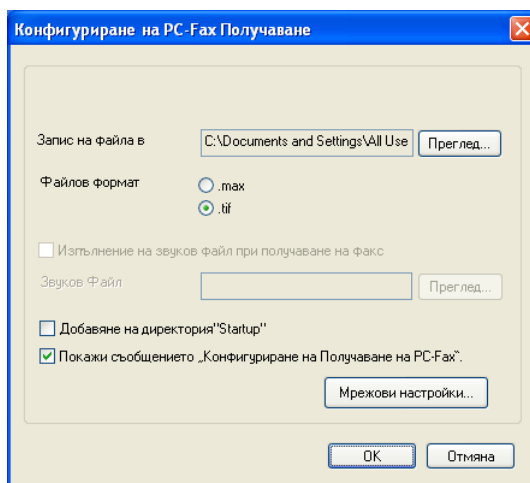 Конфигуриране на PC-Fax Получаване
Запис на файла в
C:\Documents and Settings\All Use
Преглед...
Файлов формат
.max
.tif
Изпълнение на звуков файл при получаване на факс
Звуков Файл
Преглед...
Добавяне на директория"Startup"
Покажи съобщението „Конфигуриране на Получаване на PC-Fax“.
Мрежови настройки...
OK
Отмяна